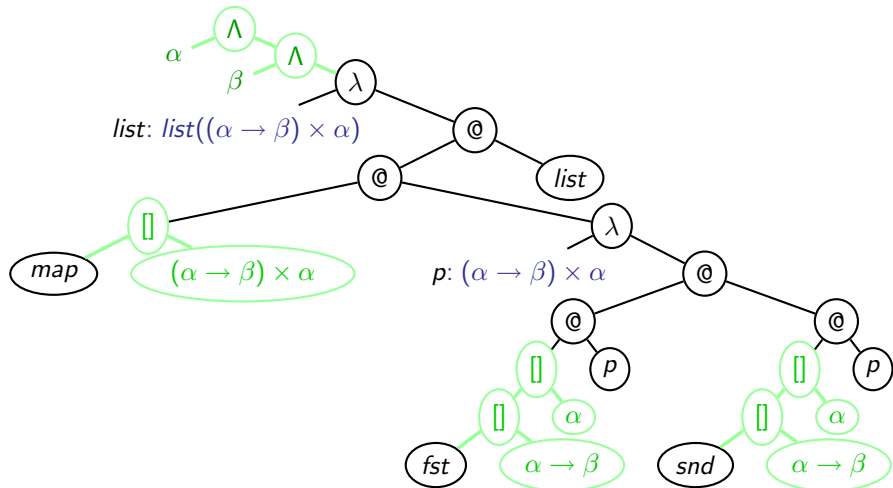 Λ
α
Λ
β
λ
list: list((α → β) × α)
@
@
list
[]
λ
map
(α → β) × α
p: (α → β) × α
@
@
@
[]
p
[]
p
[]
α
[]
α
fst
α → β
snd
α → β